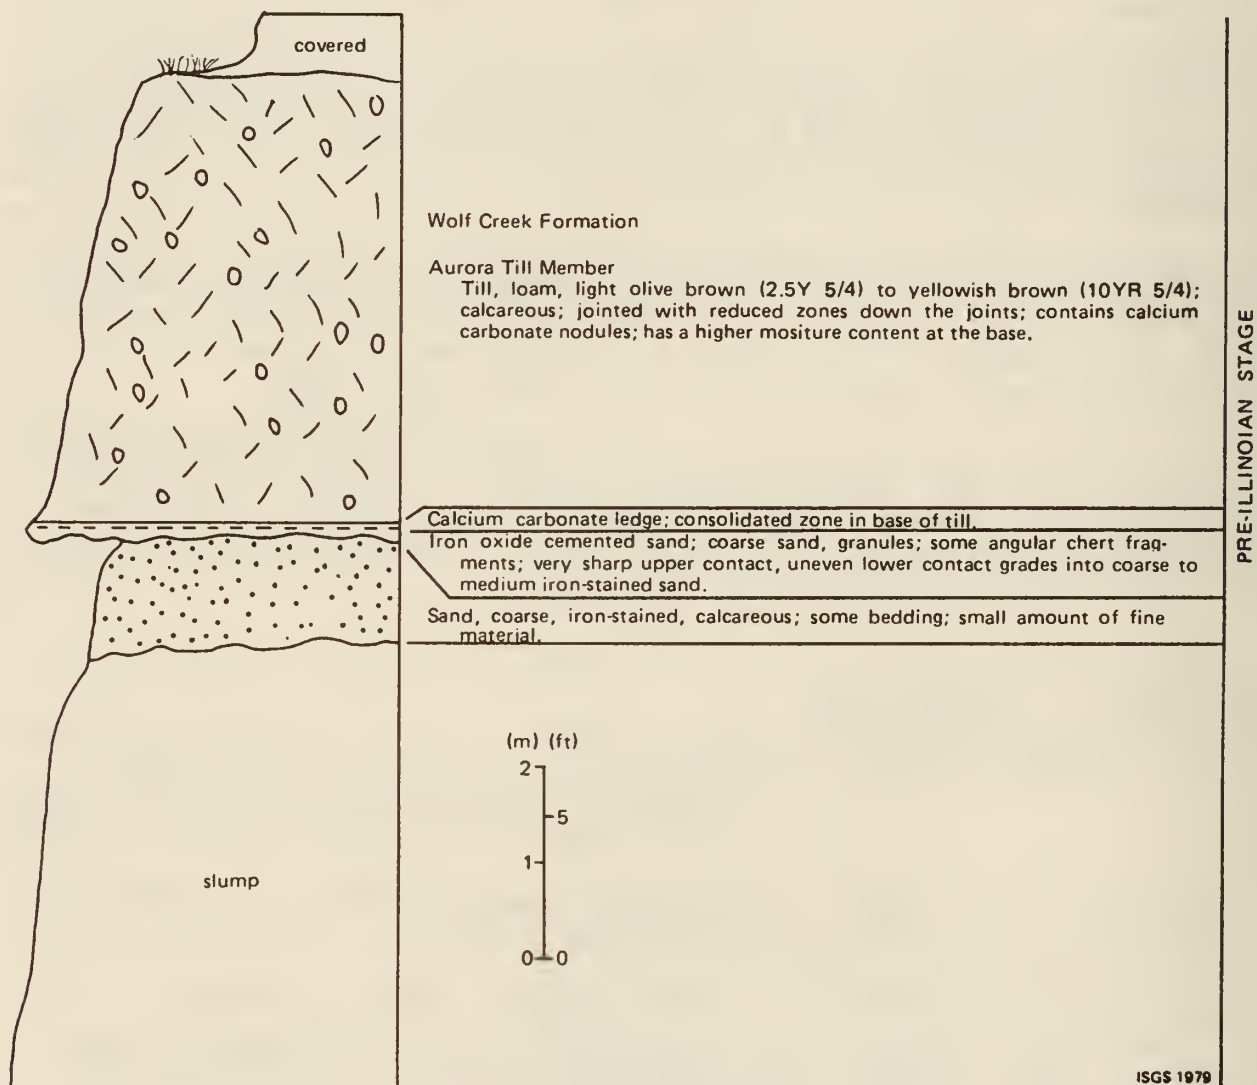 covered
Wolf Creek Formation
Aurora Till Member
Till, loam, light olive brown (2.5Y 5/4) to yellowish brown (10YR 5/4);
calcareous; jointed with reduced zones down the joints; contains calcium
carbonate nodules; has a higher mositure content at the base.
Calcium carbonate ledge; consolidated zone in base of till.
Iron oxide cemented sand; coarse sand, granules; some angular chert frag-
ments; very sharp upper contact, uneven lower contact grades into coarse to
medium iron-stained sand.
Sand, coarse, iron-stained, calcareous; some bedding; small amount of fine
material.
PRE-ILLINOIAN STAGE
(m) (ft)
2
5
1
0 0
slump
ISGS 1979